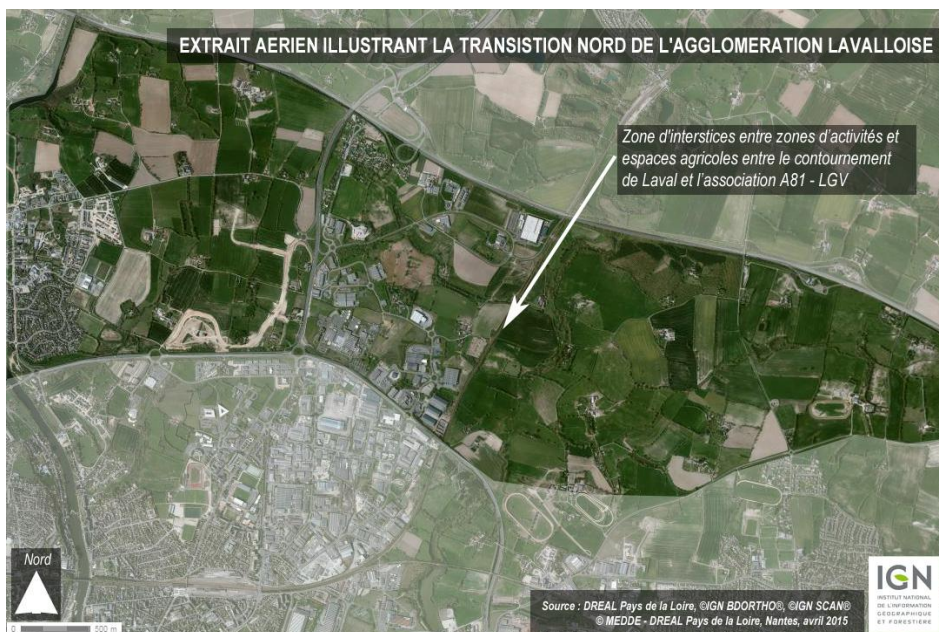 EXTRAIT AERIEN ILLUSTRANT LA TRANSISTION NORD DE L'AGGLOMERATION LAVALLOISE
Zone d'interstices entre zones d'activités et
espaces agricoles entre le contournement
de Laval et l'association A81 - LGV
Nord
0 500 m
Source : DREAL Pays de la Loire, ©IGN BDORTHO®, ©IGN SCAN®
© MEDDE - DREAL Pays de la Loire, Nantes, avril 2015
IGN
INSTITUT NATIONAL
DE L'INFORMATION
GÉOGRAPHIQUE
ET FORESTIÈRE